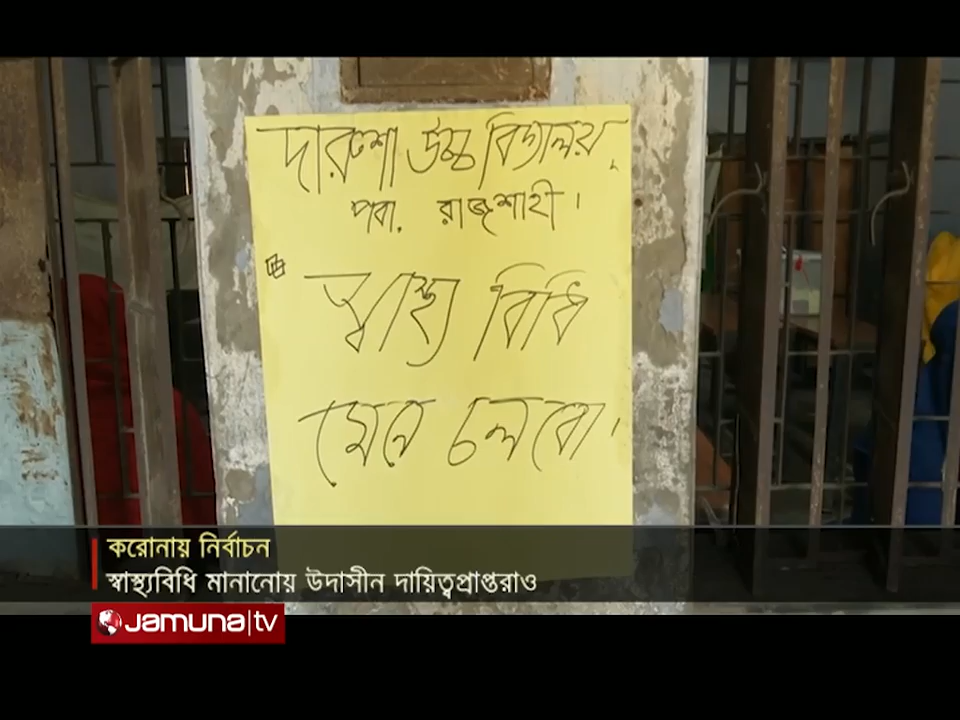 দারুশা উচ্চ বিদ্যালয়,
পবা, রাজশাহী।
স্বাস্থ্য বিধি
মেনে চলবো।
করোনায় নির্বাচন
স্বাস্থ্যবিধি মানানোয় উদাসীন দায়িত্বপ্রাপ্তরাও
Jamuna|tv